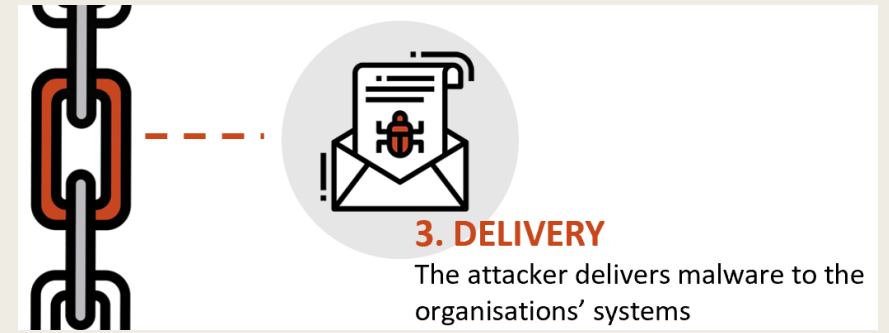 3. DELIVERY
The attacker delivers malware to the
organisations’ systems